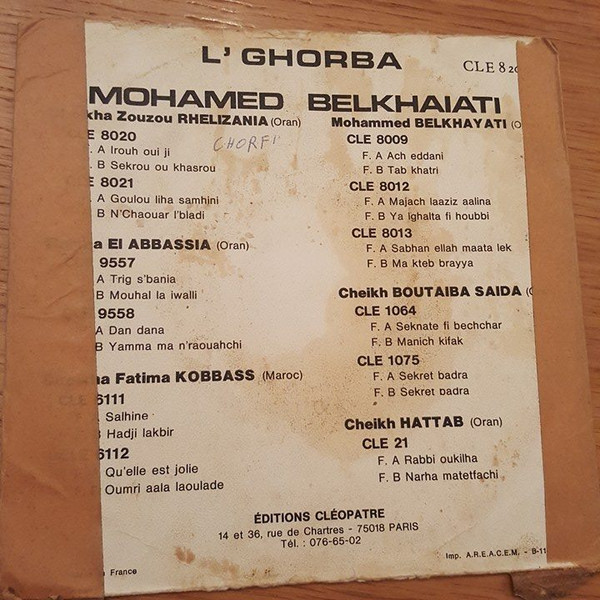 L' GHORBA
CLE 8 20
MOHAMED BELKHAIATI
kha Zouzou RHELIZANIA (Oran)
CHORFI
E 8020
F. A Irouh oui ji
F. B Sekrou ou khasrou
E 8021
A Goulou liha samhini
B N'Chaouar l'bladi
a El ABBASSIA (Oran)
9557
A Trig s'bania
B Mouhal la iwalli
9558
A Dan dana
B Yamma ma n'raouahchi
na Fatima KOBBASS (Maroc)
6111
Salhine
B Hadji lakbir
6112
Qu'elle est jolie
Oumri aala laoulade
Mohammed BELKHAYATI (O
CLE 8009
F. A Ach eddani
F. B Tab khatri
CLE 8012
F. A Majach laaziz aalina
F. B Ya lghalta fi houbbi
CLE 8013
F. A Sabhan ellah maata lek
F. B Ma kteb brayya
Cheikh BOUTAIBA SAIDA (
CLE 1064
F. A Seknate fi bechchar
F. B Manich kifak
CLE 1075
F. A Sekret badra
F. B Sekret badra
Cheikh HATTAB (Oran)
CLE 21
F. A Rabbi oukilha
F. B Narha matetfachi
ÉDITIONS CLÉOPATRE
14 et 36, rue de Chartres - 75018 PARIS
Tél. : 076-65-02
n France
Imp. A.R.E.A.C.E.M. - B-11